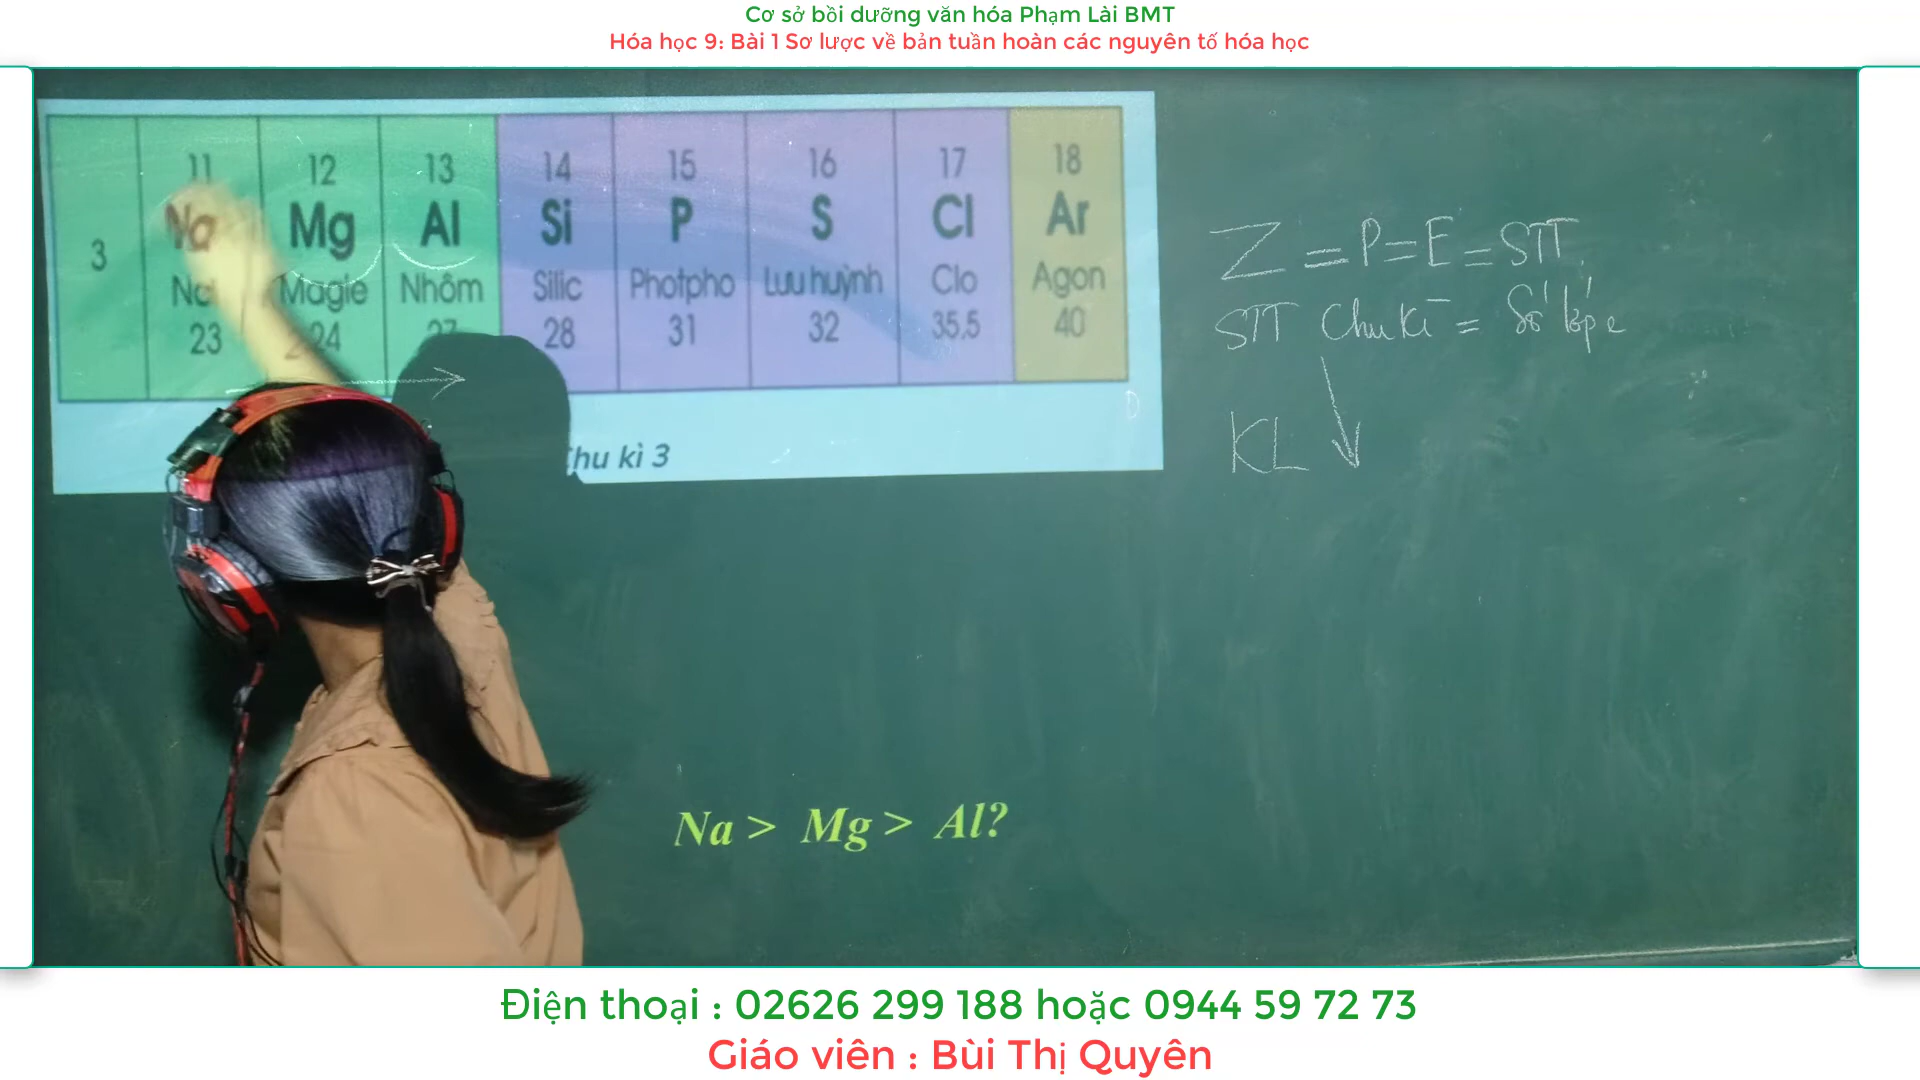 Cơ sở bồi dưỡng văn hóa Phạm Lài BMT
Hóa học 9: Bài 1 Sơ lược về bản tuần hoàn các nguyên tố hóa học
11 12 13 14 15 16 17 18
Na Mg Al Si P S Cl Ar
3
Magie Nhôm Silic Photpho Lưu huỳnh Clo Agon
23 24 27 28 31 32 35,5 40
Chu kì 3
Z = P = E = STT
STT Chu kì = Số lớp e
KL
Na > Mg > Al?
Điện thoại : 02626 299 188 hoặc 0944 59 72 73
Giáo viên : Bùi Thị Quyên